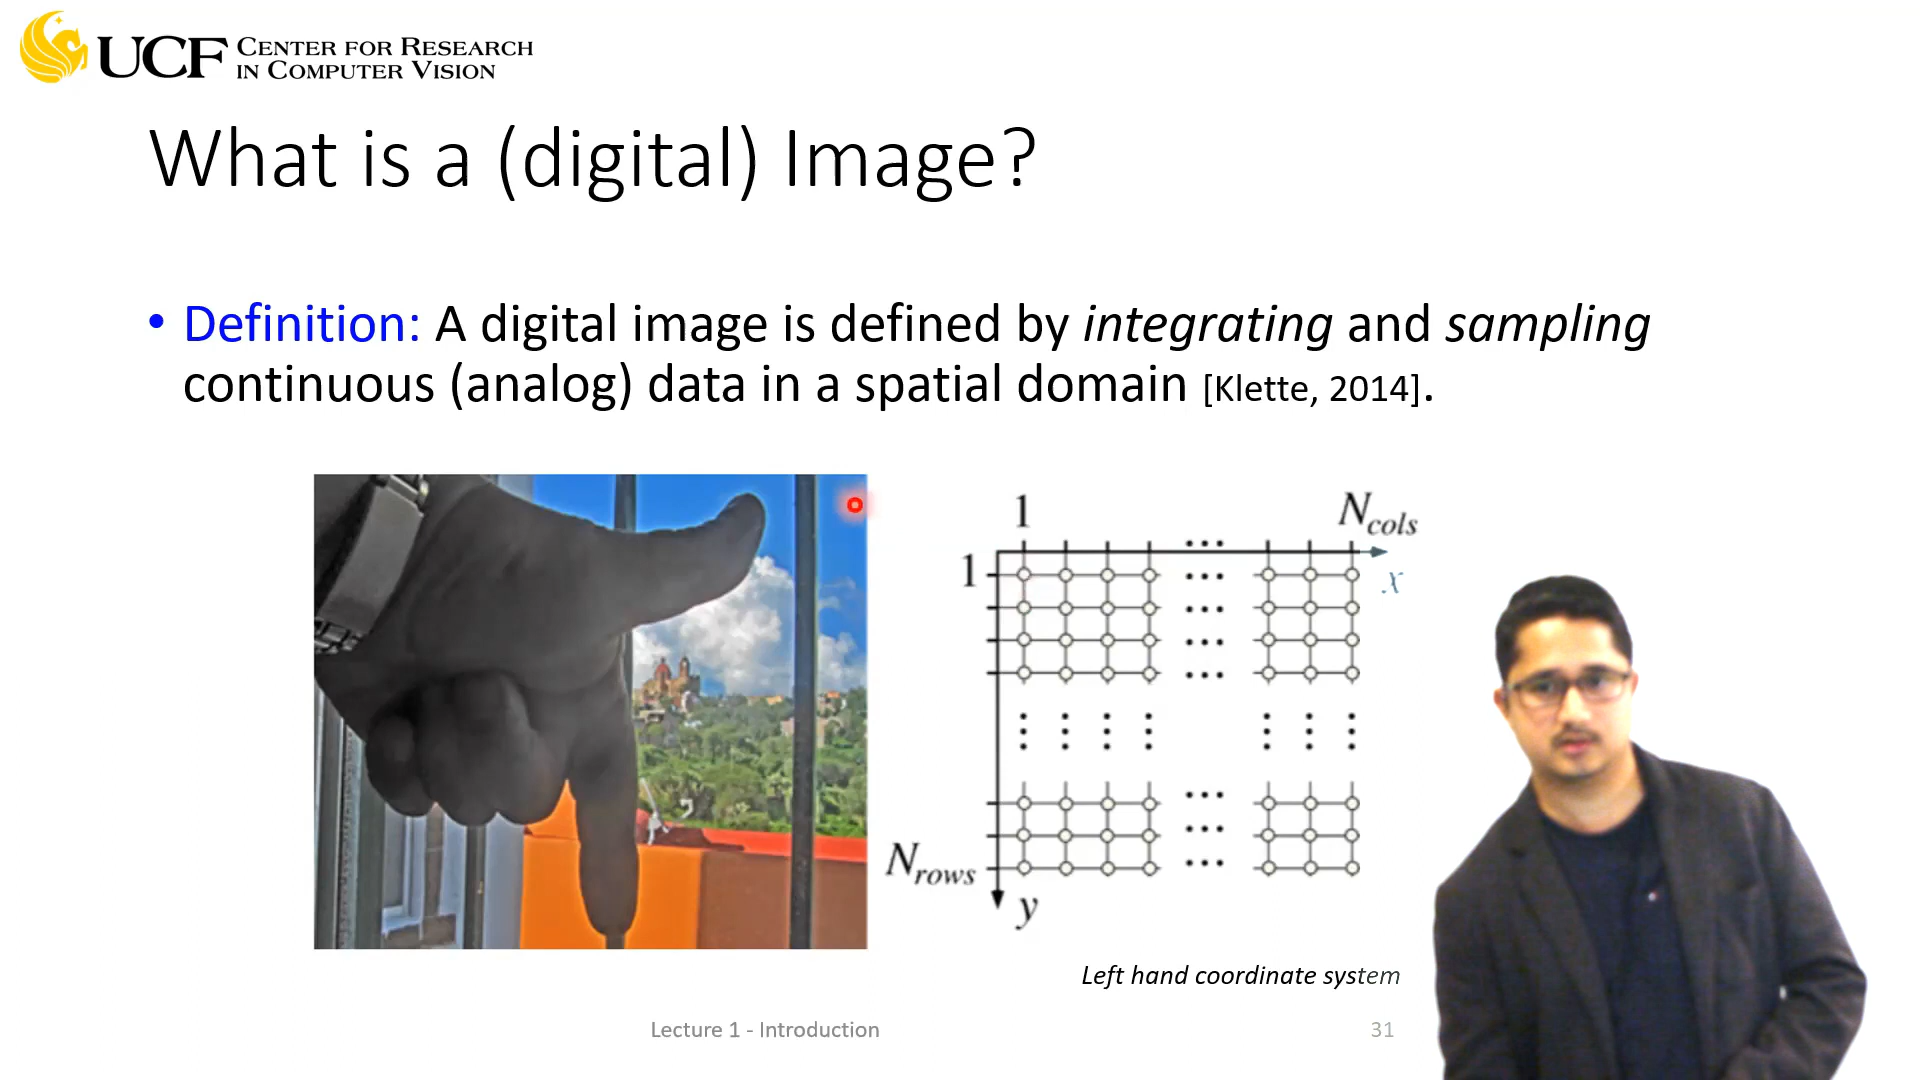 UCF CENTER FOR RESEARCH
IN COMPUTER VISION
What is a (digital) Image?
• Definition: A digital image is defined by integrating and sampling
continuous (analog) data in a spatial domain [Klette, 2014].
1 N_cols
1
x
N_rows
y
Left hand coordinate system
Lecture 1 - Introduction 31